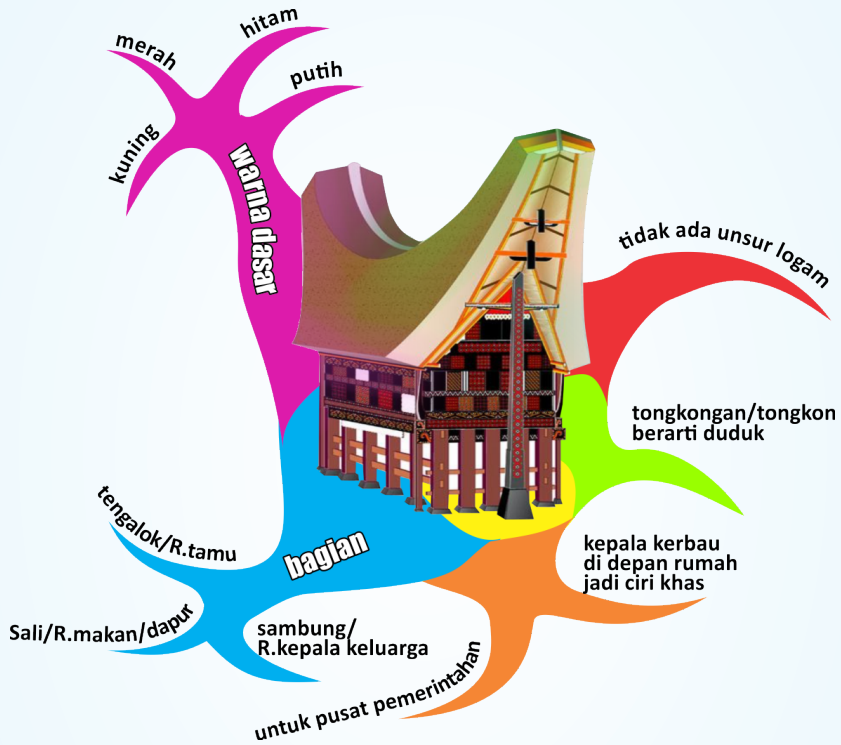 hitam
merah
putih
kuning
warna dasar
tidak ada unsur logam
tongkongan/tongkon
berarti duduk
kepala kerbau
di depan rumah
jadi ciri khas
tengalok/R.tamu
bagian
Sali/R.makan/dapur
sambung/
R.kepala keluarga
untuk pusat pemerintahan